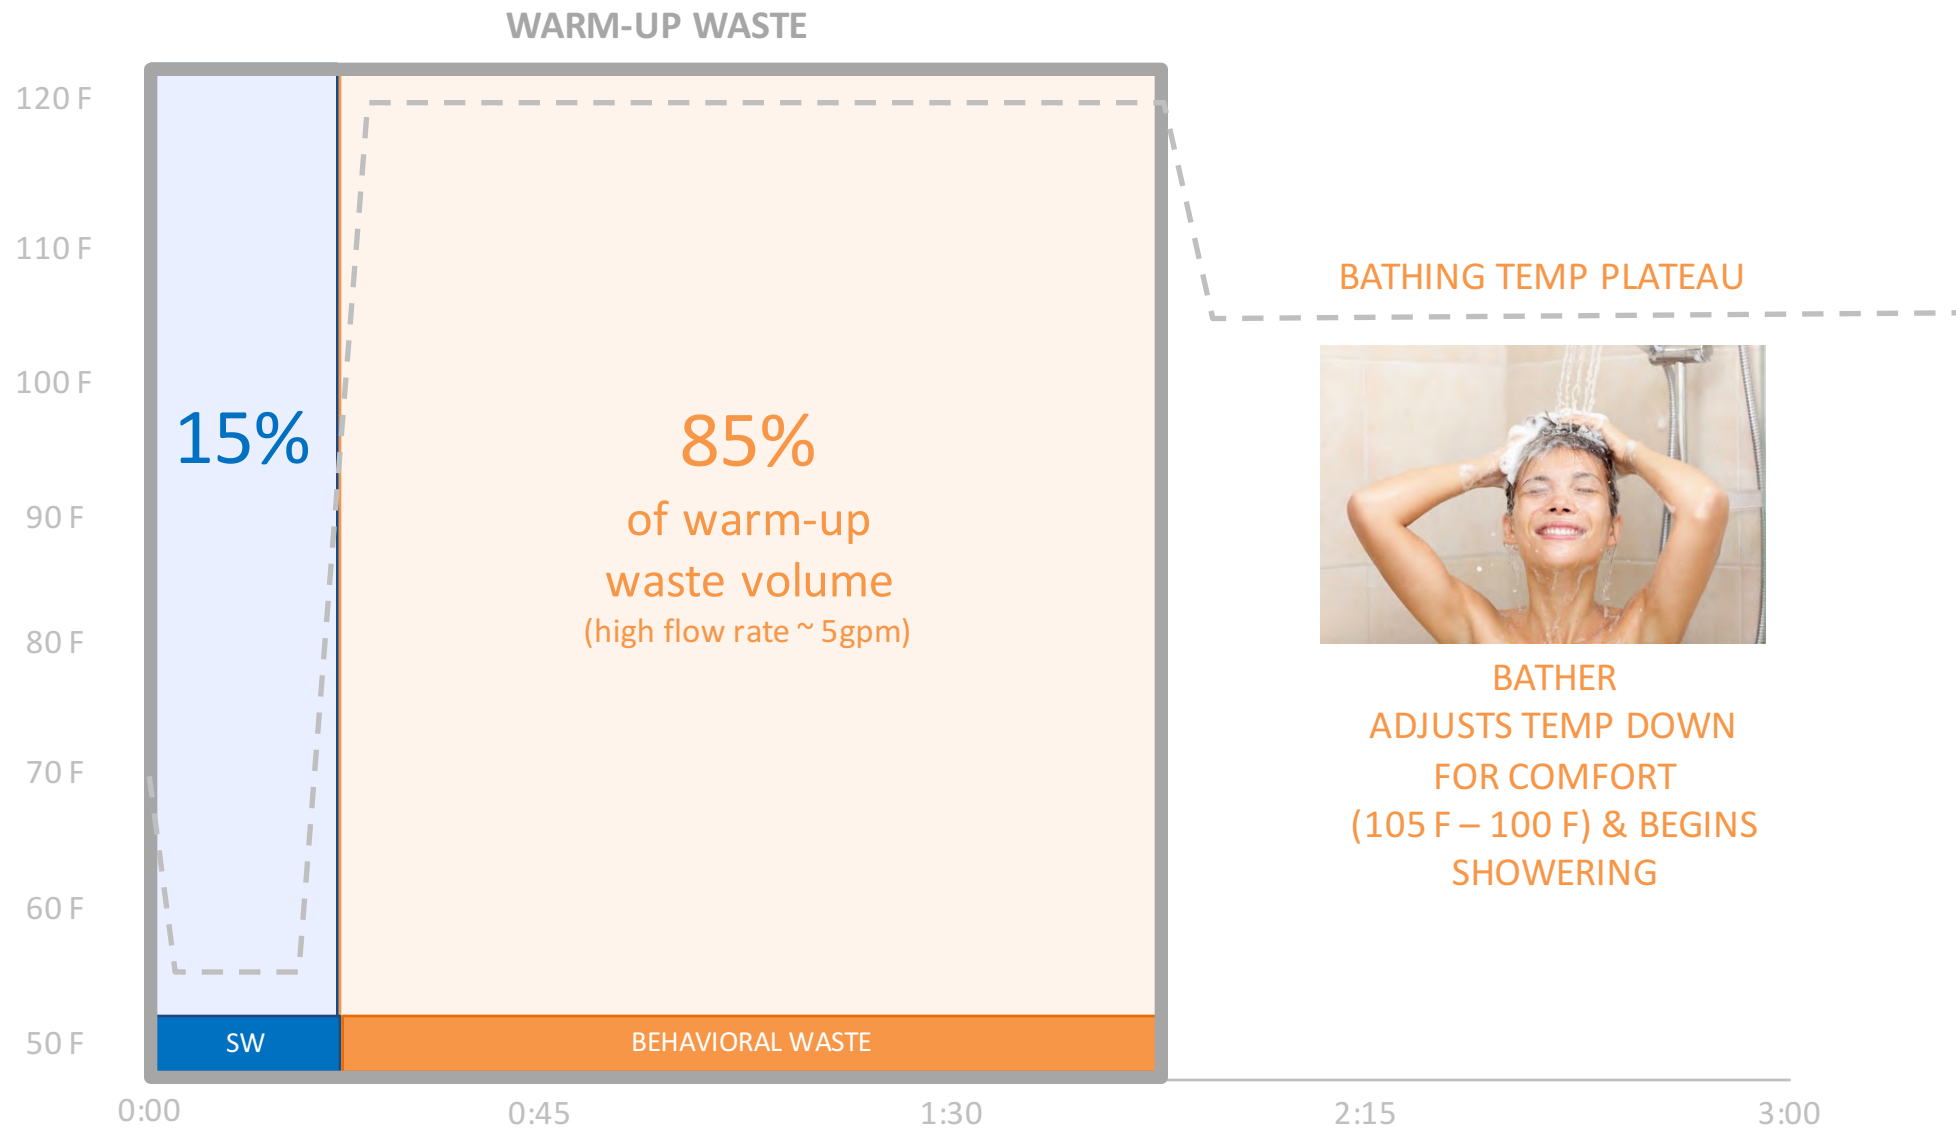 WARM-UP WASTE
120 F
110 F
100 F
90 F
80 F
70 F
60 F
50 F
15%
85%
of warm-up
waste volume
(high flow rate ~ 5gpm)
SW
BEHAVIORAL WASTE
BATHING TEMP PLATEAU
BATHER
ADJUSTS TEMP DOWN
FOR COMFORT
(105 F – 100 F) & BEGINS
SHOWERING
0:00
0:45
1:30
2:15
3:00